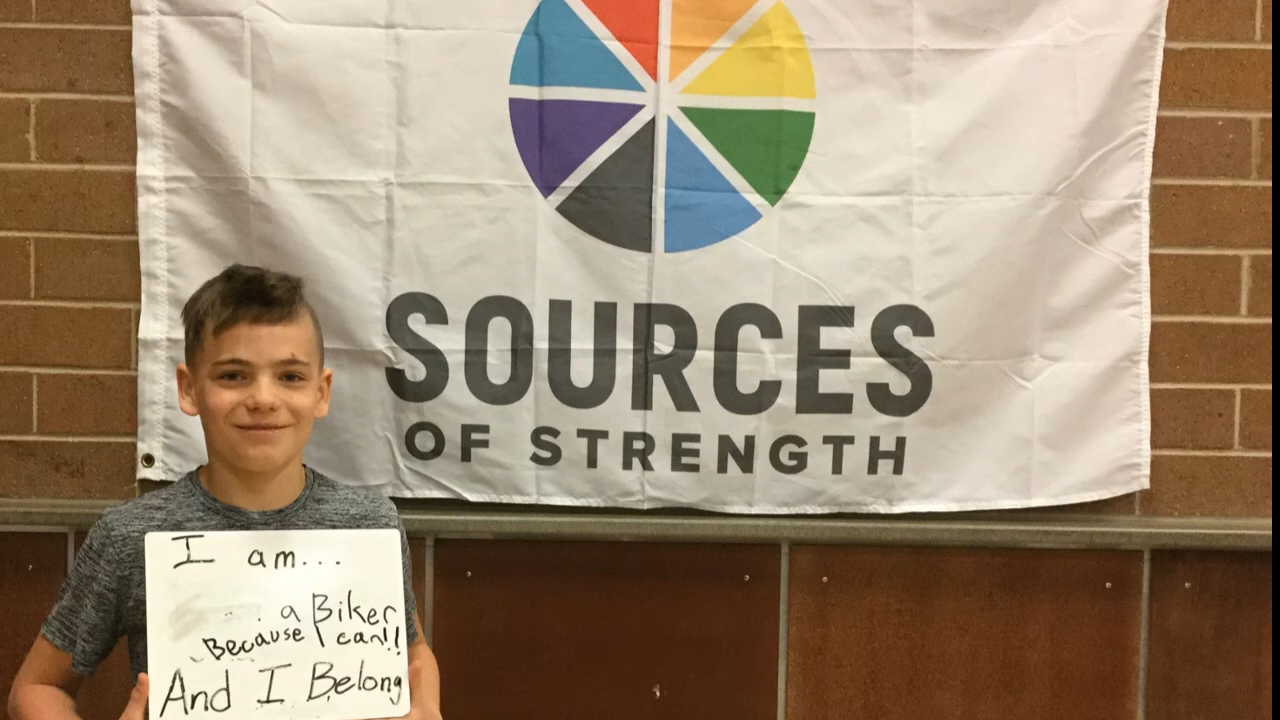 SOURCES
OF STRENGTH
I am...
a Biker
Because I can!!
And I Belong